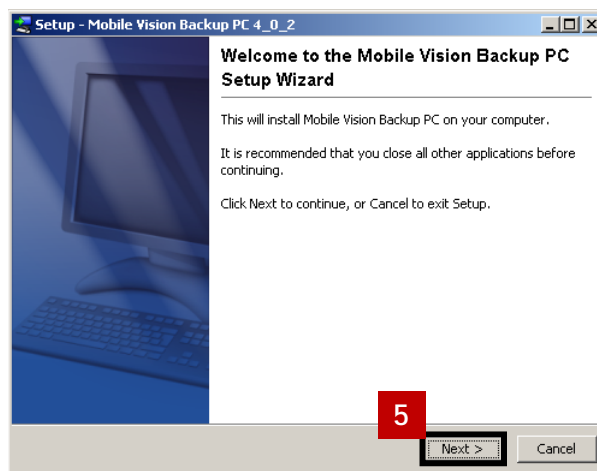 Setup - Mobile Vision Backup PC 4_0_2
Welcome to the Mobile Vision Backup PC
Setup Wizard
This will install Mobile Vision Backup PC on your computer.
It is recommended that you close all other applications before
continuing.
Click Next to continue, or Cancel to exit Setup.
5
Next >
Cancel